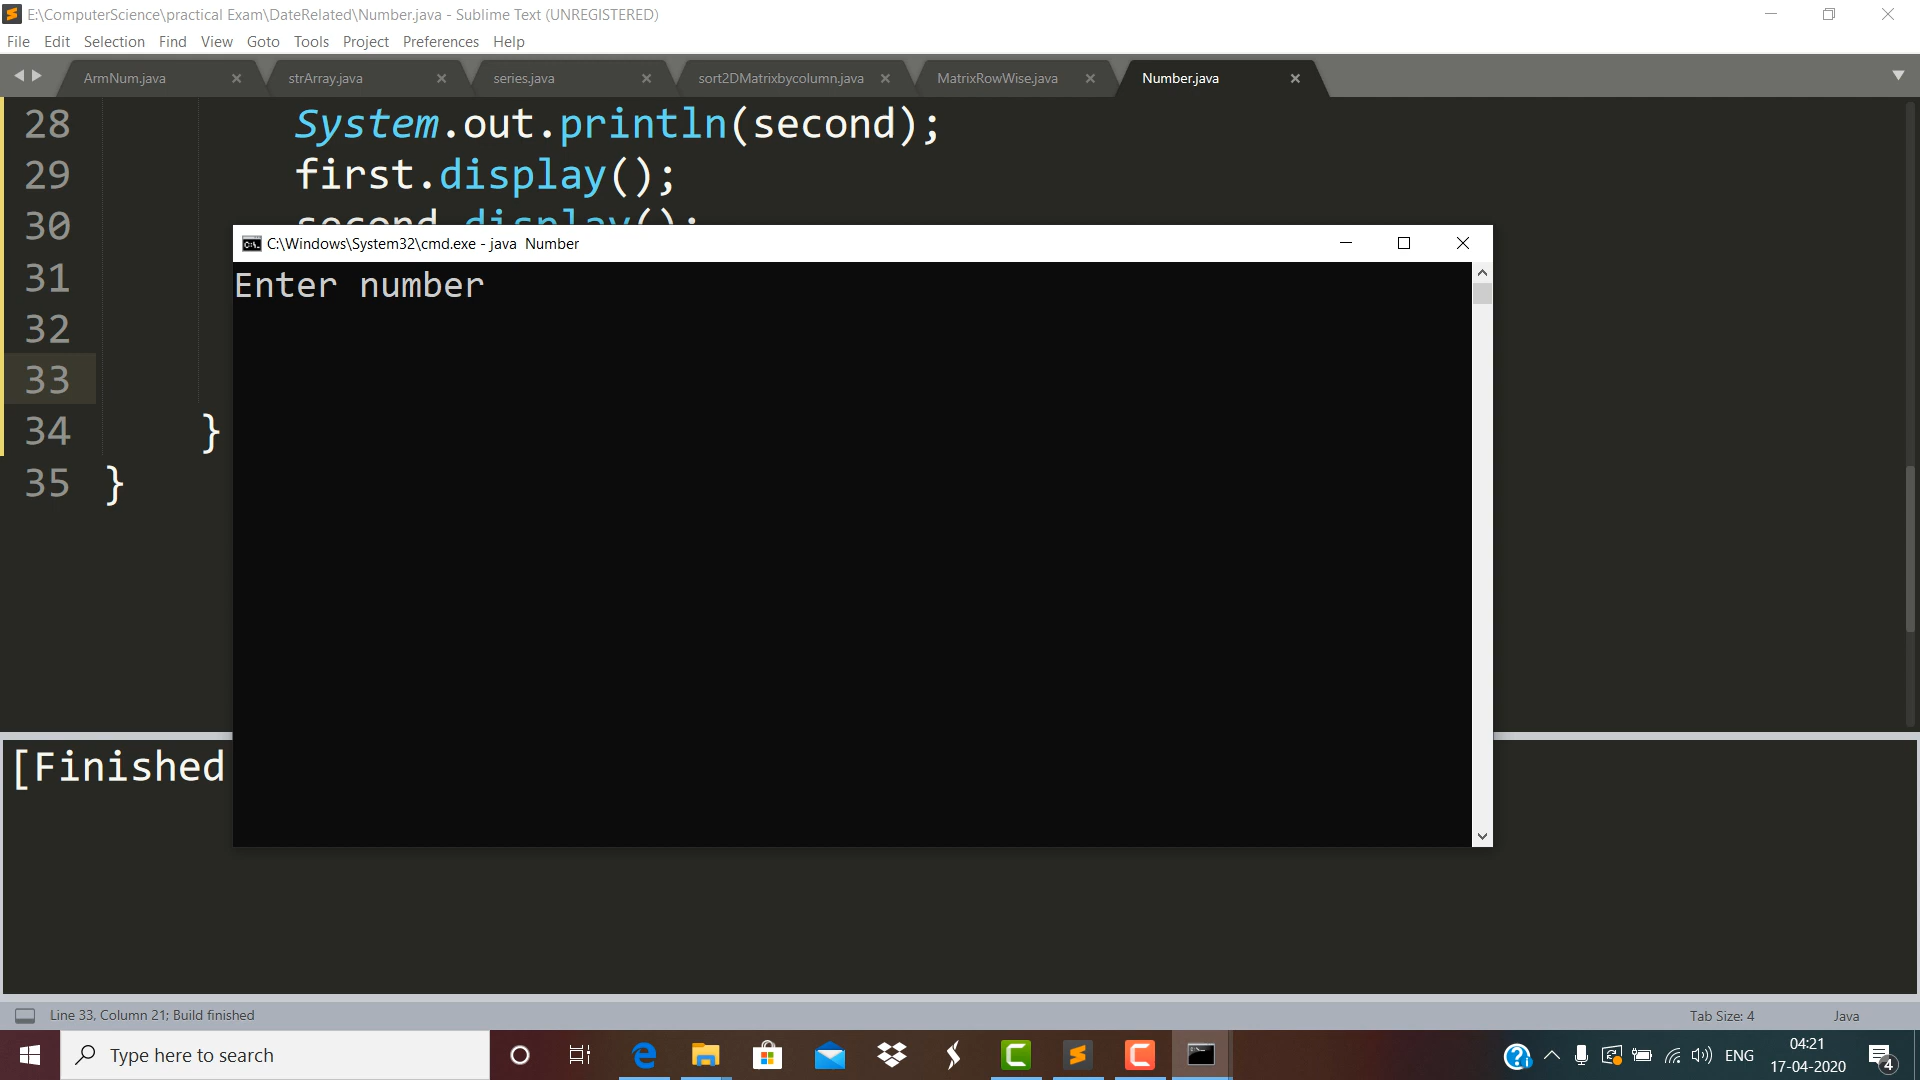 E:\ComputerScience\practical Exam\DateRelated\Number.java - Sublime Text (UNREGISTERED)
File Edit Selection Find View Goto Tools Project Preferences Help
ArmNum.java strArray.java series.java sort2DMatrixbycolumn.java MatrixRowWise.java Number.java
28 System.out.println(second);
29 first.display();
30 second.display();
C:\Windows\System32\cmd.exe - java  Number
Enter number
31
32
33
34 }
35 }
[Finished
Line 33, Column 21; Build finished
Tab Size: 4
Java
Type here to search
ENG
04:21
17-04-2020
4